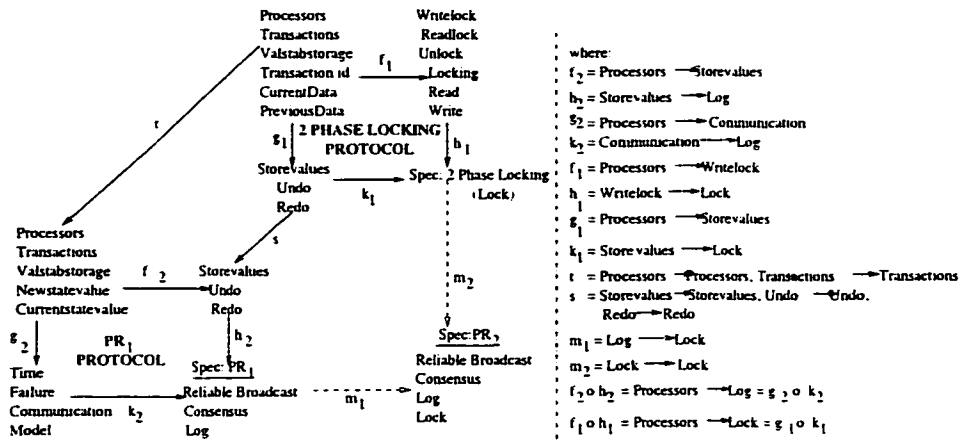 Processors
Transactions
Valstabstorage
Transaction id
CurrentData
PreviousData
f1
Writelock
Readlock
Unlock
Locking
Read
Write
r
g1
2 PHASE LOCKING
PROTOCOL
h1
Storevalues
Undo
Redo
k1
Spec: 2 Phase Locking
(Lock)
s
m2
Processors
Transactions
Valstabstorage
Newstatevalue
Currentstatevalue
f2
Storevalues
Undo
Redo
g2
PR1
PROTOCOL
h2
Time
Failure
Communication
Model
k2
Spec: PR1
Reliable Broadcast
Consensus
Log
m1
Spec: PR2
Reliable Broadcast
Consensus
Log
Lock
where:
f2 = Processors → Storevalues
h2 = Storevalues → Log
g2 = Processors → Communication
k2 = Communication → Log
f1 = Processors → Writelock
h1 = Writelock → Lock
g1 = Processors → Storevalues
k1 = Storevalues → Lock
r = Processors → Processors, Transactions → Transactions
s = Storevalues → Storevalues, Undo → Undo,
Redo → Redo
m1 = Log → Lock
m2 = Lock → Lock
f2 o h2 = Processors → Log = g2 o k2
f1 o h1 = Processors → Lock = g1 o k1